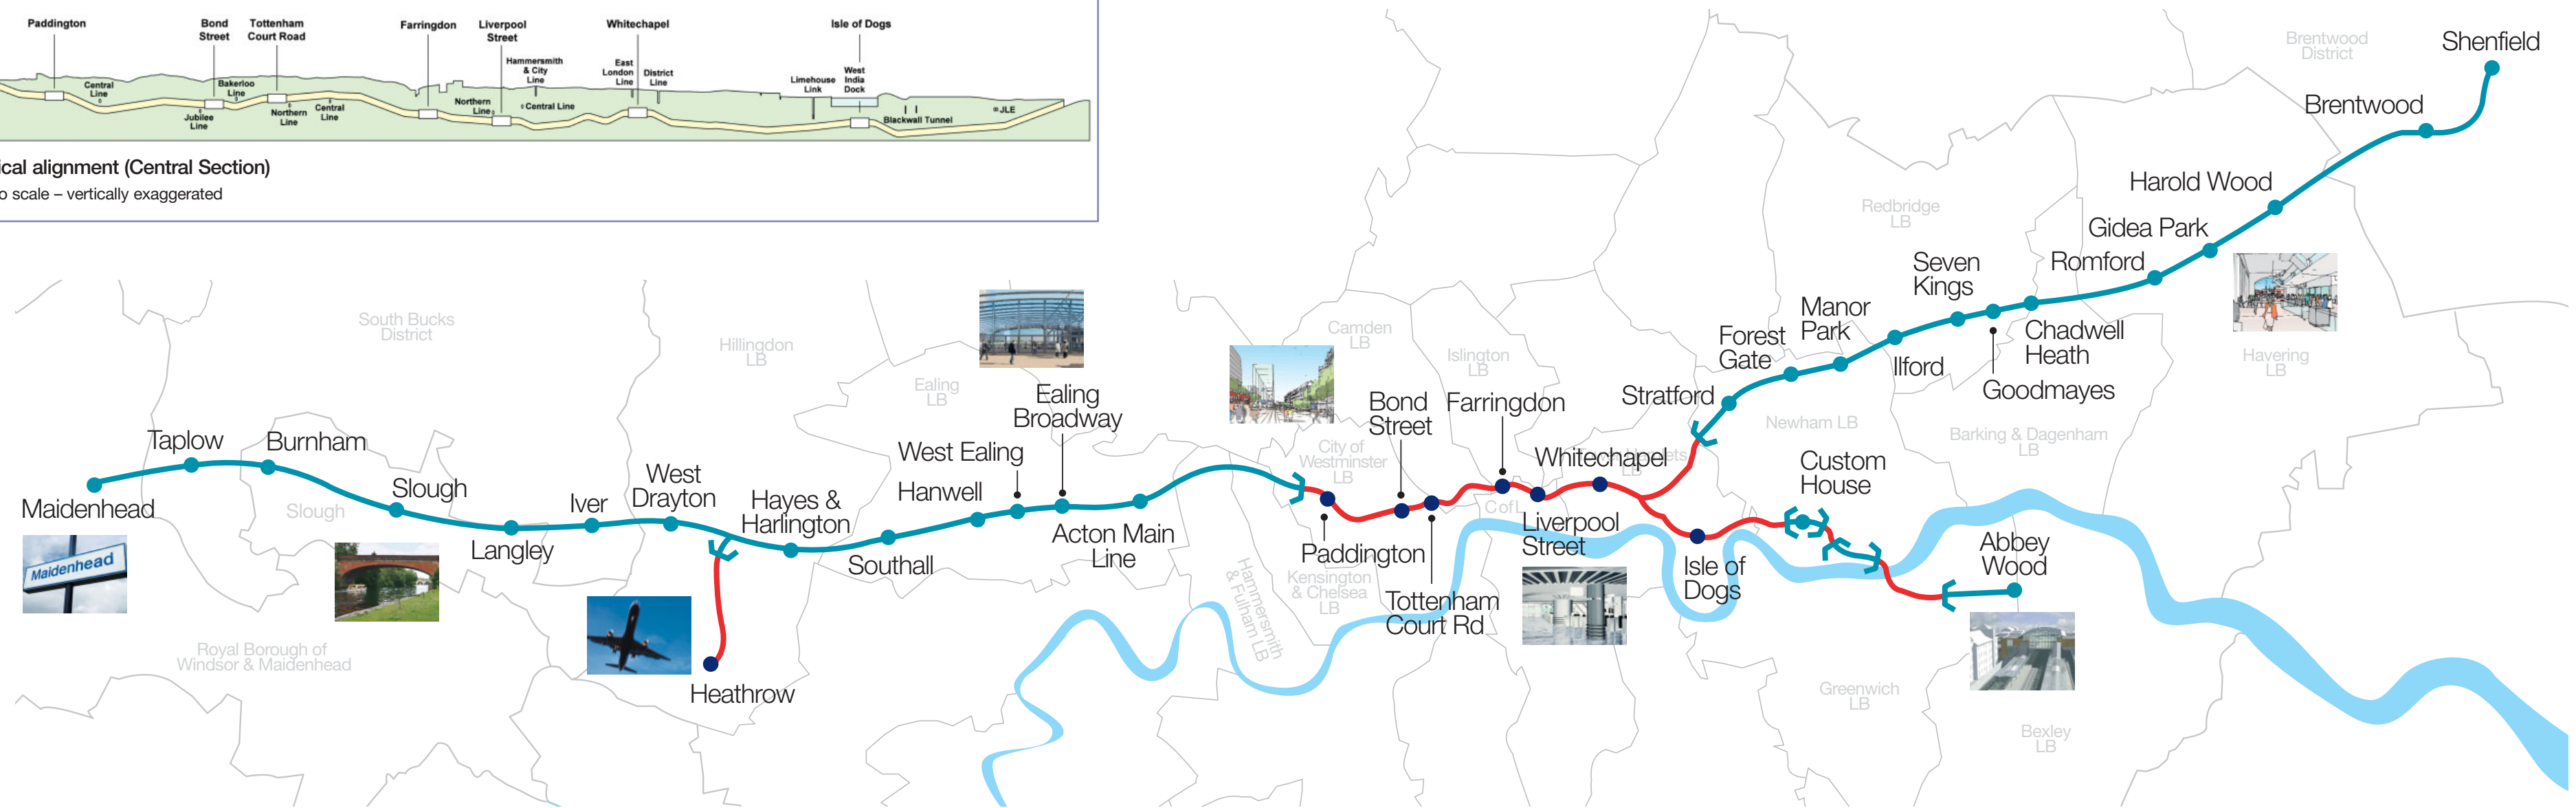 Paddington
Bond
Street
Tottenham
Court Road
Farringdon
Liverpool
Street
Whitechapel
Isle of Dogs
Central
Line
Jubilee
Line
Bakerloo
Line
Northern
Line
Central
Line
Northern
Line
Hammersmith
& City
Line
Central Line
East
London
Line
District
Line
Limehouse
Link
West
India
Dock
Blackwall Tunnel
JLE
ical alignment (Central Section)
o scale – vertically exaggerated
Brentwood
District
Shenfield
Brentwood
Harold Wood
Gidea Park
Romford
Redbridge
LB
Seven
Kings
Chadwell
Heath
Goodmayes
Havering
LB
Manor
Park
Ilford
Forest
Gate
Stratford
Newham LB
Barking & Dagenham
LB
South Bucks
District
Hillingdon
LB
Ealing
LB
Camden
LB
Islington
LB
Taplow
Burnham
Maidenhead
Slough
Slough
Langley
Iver
West
Drayton
Hayes &
Harlington
Southall
Hanwell
West Ealing
Ealing
Broadway
Acton Main
Line
City of
Westminster
LB
Bond
Street
Farringdon
Whitechapel
LB
C of L
Paddington
Tottenham
Court Rd
Liverpool
Street
Isle of
Dogs
Custom
House
Abbey
Wood
Hammersmith
& Fulham LB
Kensington
& Chelsea
LB
Maidenhead
Heathrow
Royal Borough of
Windsor & Maidenhead
Greenwich
LB
Bexley
LB